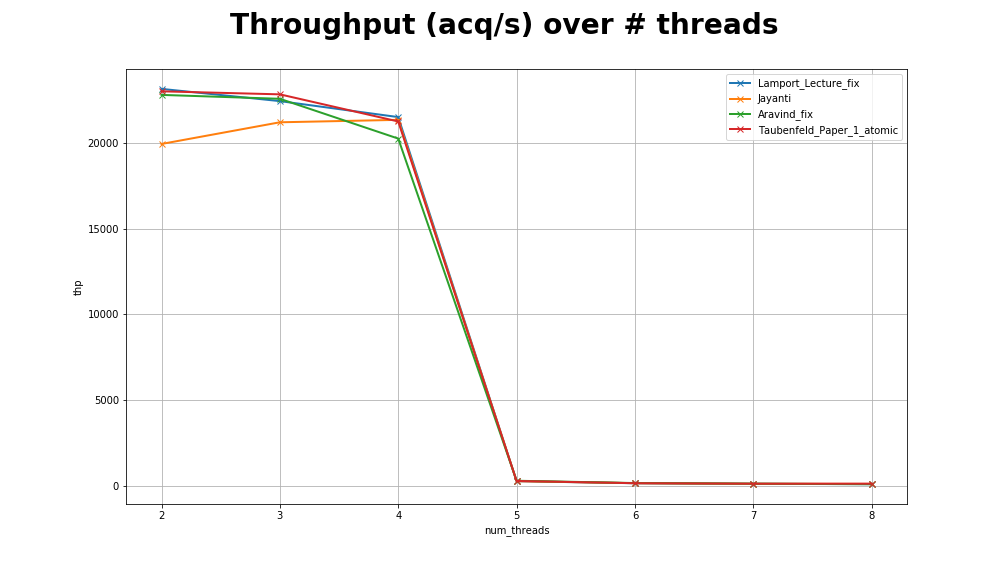 Throughput (acq/s) over # threads
Lamport_Lecture_fix
Jayanti
Aravind_fix
Taubenfeld_Paper_1_atomic
20000
15000
10000
5000
0
thp
2 3 4 5 6 7 8
num_threads